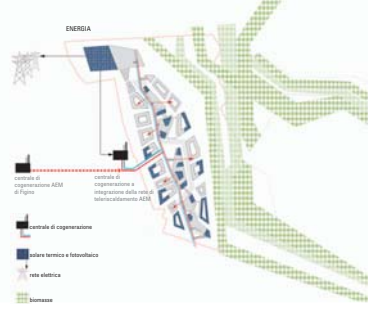 ENERGIA
centrale di
cogenerazione AEM
di Figino
centrale di
cogenerazione a
integrazione della rete di
teleriscaldamento AEM
centrale di cogenerazione
solare termico e fotovoltaico
rete elettrica
biomasse